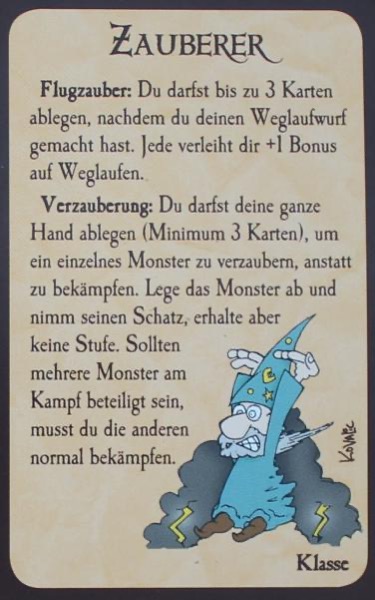 Zauberer
Flugzauber: Du darfst bis zu 3 Karten
ablegen, nachdem du deinen Weglaufwurf
gemacht hast. Jede verleiht dir +1 Bonus
auf Weglaufen.
Verzauberung: Du darfst deine ganze
Hand ablegen (Minimum 3 Karten), um
ein einzelnes Monster zu verzaubern, anstatt
zu bekämpfen. Lege das Monster ab und
nimm seinen Schatz, erhalte aber
keine Stufe. Sollten
mehrere Monster am
Kampf beteiligt sein,
musst du die anderen
normal bekämpfen.
Kovalic
Klasse